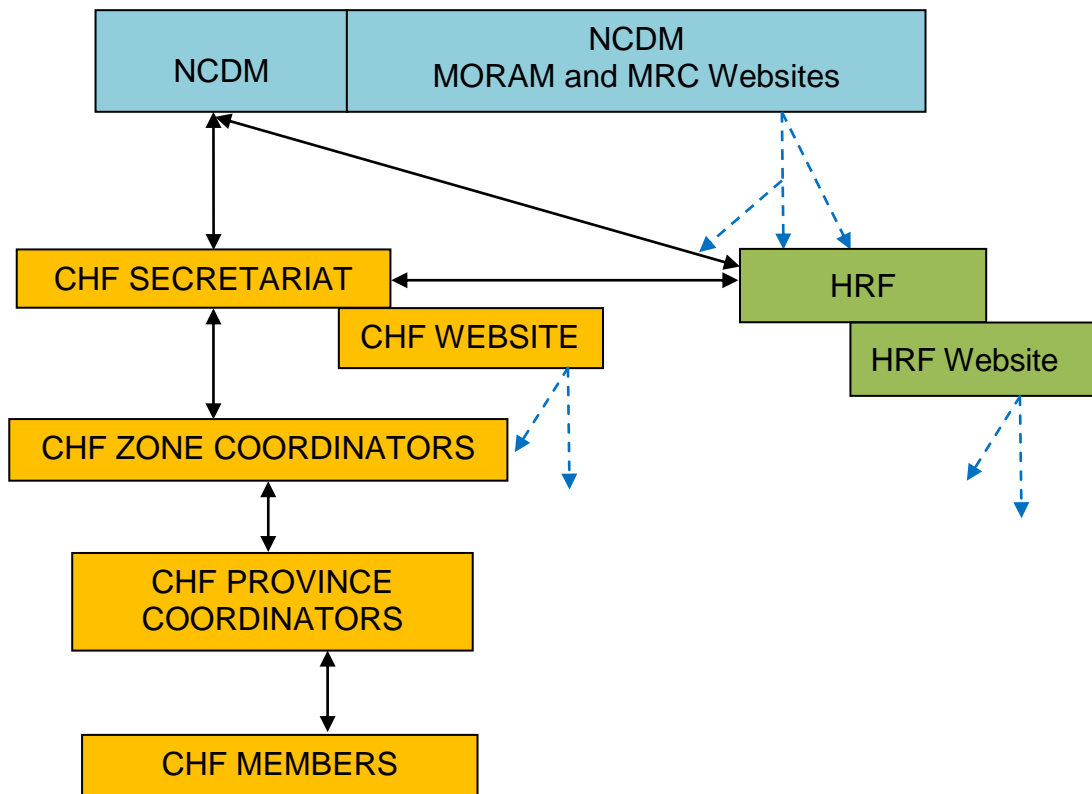 NCDM
NCDM
MORAM and MRC Websites
CHF SECRETARIAT
HRF
CHF WEBSITE
HRF Website
CHF ZONE COORDINATORS
CHF PROVINCE
COORDINATORS
CHF MEMBERS